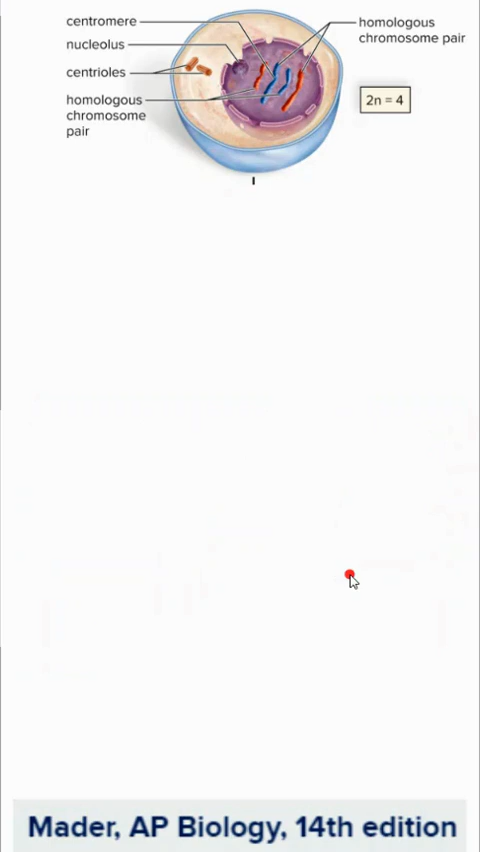 centromere
nucleolus
centrioles
homologous
chromosome
pair
homologous
chromosome pair
2n = 4
Mader, AP Biology, 14th edition